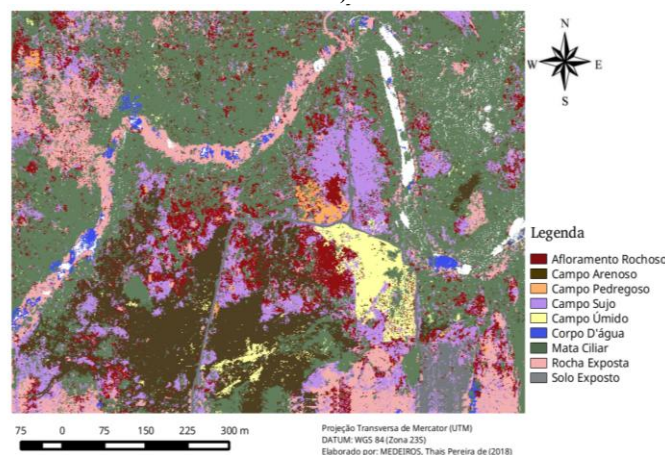 N
W E
S
Legenda
Afloramento Rochoso
Campo Arenoso
Campo Pedregoso
Campo Sujo
Campo Úmido
Corpo D'água
Mata Ciliar
Rocha Exposta
Solo Exposto
75 0 75 150 225 300 m
Projeção Transversa de Mercator (UTM)
DATUM: WGS 84 (Zona 23S)
Elaborado por: MEDEIROS, Thais Pereira de (2018)